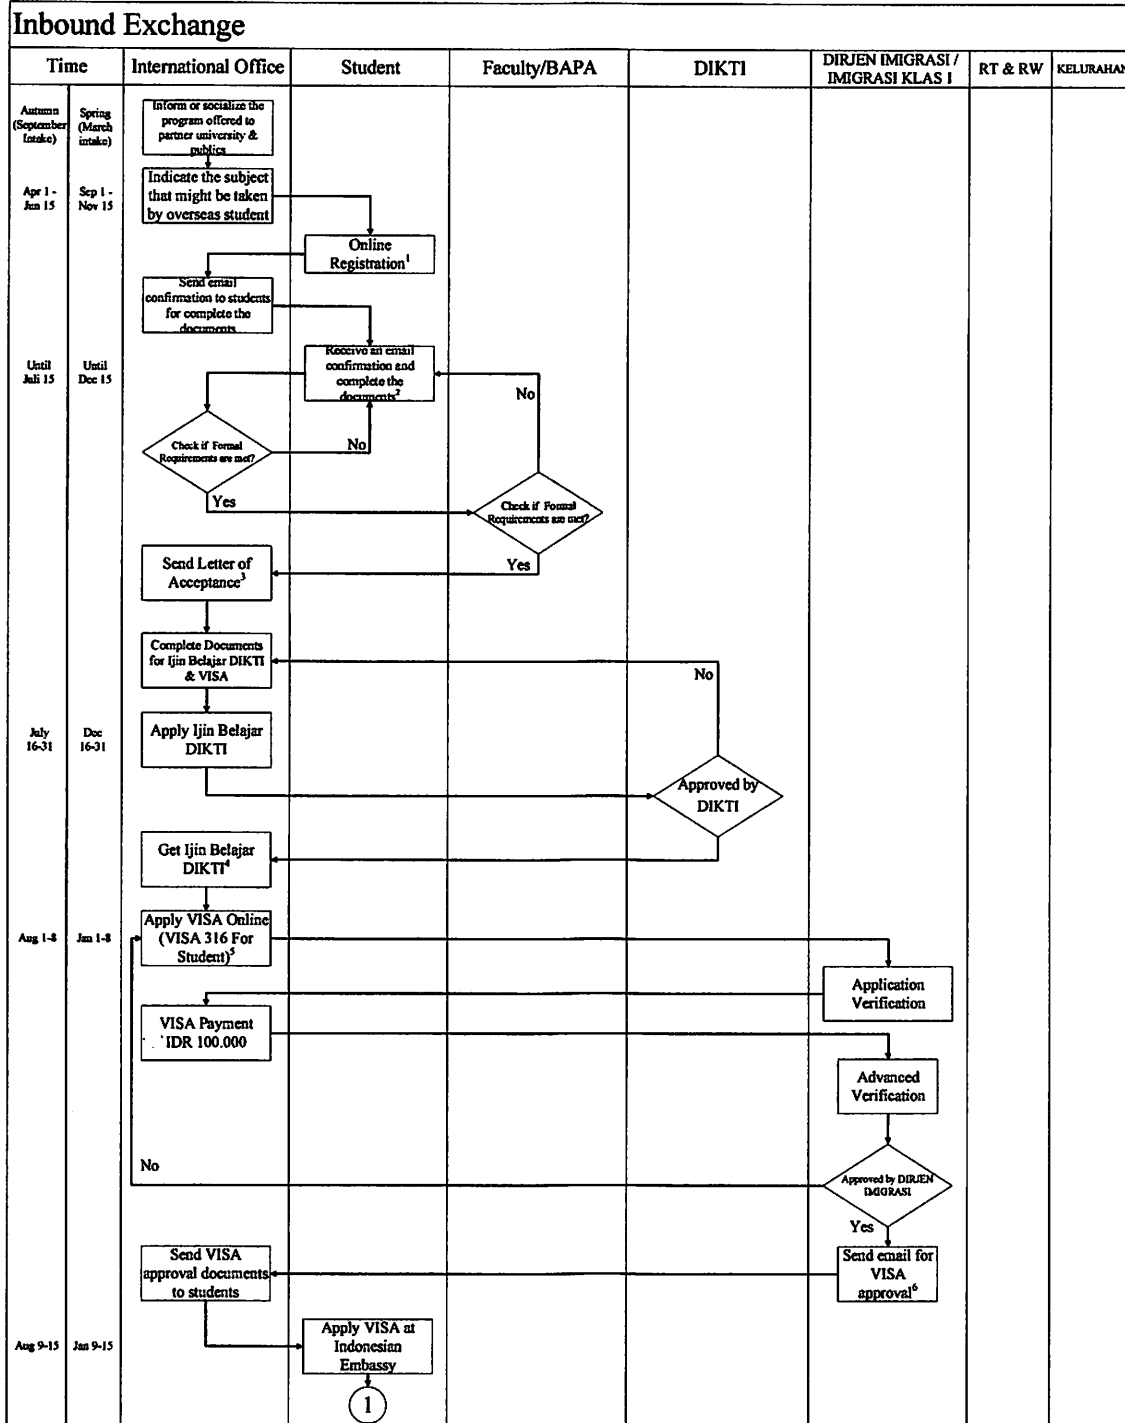 Inbound Exchange
Time
International Office
Student
Faculty/BAPA
DIKTI
DIRJEN IMIGRASI /
IMIGRASI KLAS I
RT & RW
KELURAHAN
Autumn
(September
Intake)
Spring
(March
intake)
Inform or socialize the
program offered to
partner university &
publics
Apr 1 -
Jun 15
Sep 1 -
Nov 15
Indicate the subject
that might be taken
by overseas student
Online
Registration¹
Send email
confirmation to students
for complete the
documents
Until
Juli 15
Until
Dec 15
Receive an email
confirmation and
complete the
documents²
No
Check if Formal
Requirements are met?
No
Yes
Check if Formal
Requirements are met?
Yes
Send Letter of
Acceptance³
Complete Documents
for Ijin Belajar DIKTI
& VISA
No
July
16-31
Dec
16-31
Apply Ijin Belajar
DIKTI
Approved by
DIKTI
Get Ijin Belajar
DIKTI⁴
Aug 1-8
Jan 1-8
Apply VISA Online
(VISA 316 For
Student)⁵
Application
Verification
VISA Payment
IDR 100.000
Advanced
Verification
No
Approved by DIRJEN
IMIGRASI
Yes
Send VISA
approval documents
to students
Send email for
VISA
approval⁶
Aug 9-15
Jan 9-15
Apply VISA at
Indonesian
Embassy
1